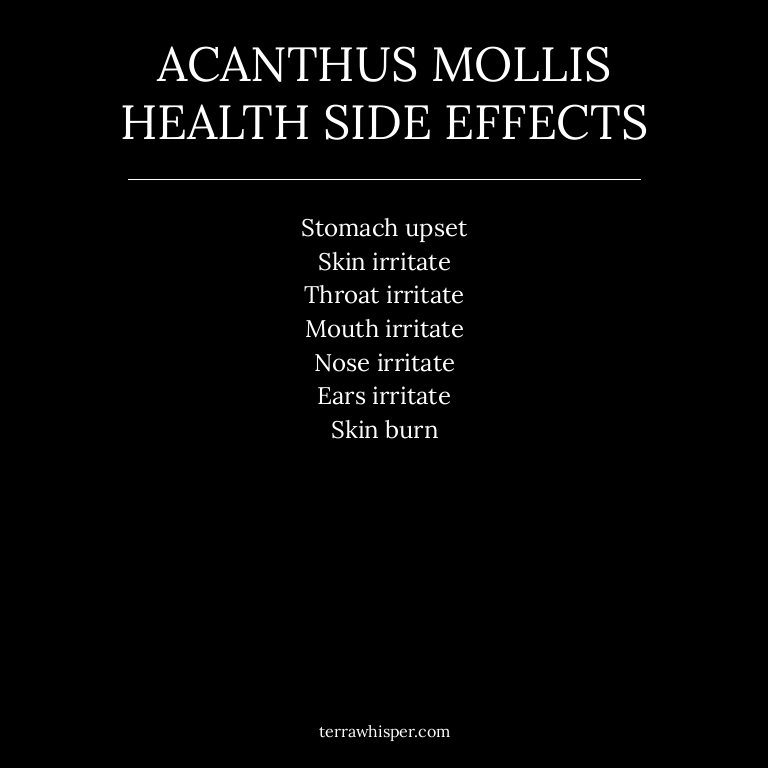 ACANTHUS MOLLIS
HEALTH SIDE EFFECTS
Stomach upset
Skin irritate
Throat irritate
Mouth irritate
Nose irritate
Ears irritate
Skin burn
terrawhisper.com